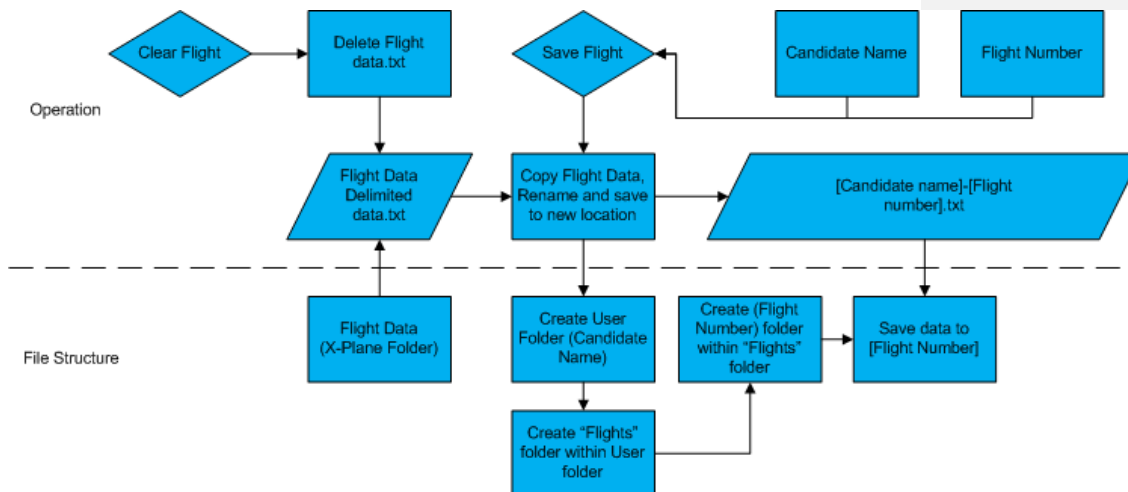 Clear Flight
Delete Flight
data.txt
Save Flight
Candidate Name
Flight Number
Operation
Flight Data
Delimited
data.txt
Copy Flight Data,
Rename and save
to new location
[Candidate name]-[Flight
number].txt
File Structure
Flight Data
(X-Plane Folder)
Create User
Folder (Candidate
Name)
Create (Flight
Number) folder
within “Flights”
folder
Save data to
[Flight Number]
Create “Flights”
folder within User
folder